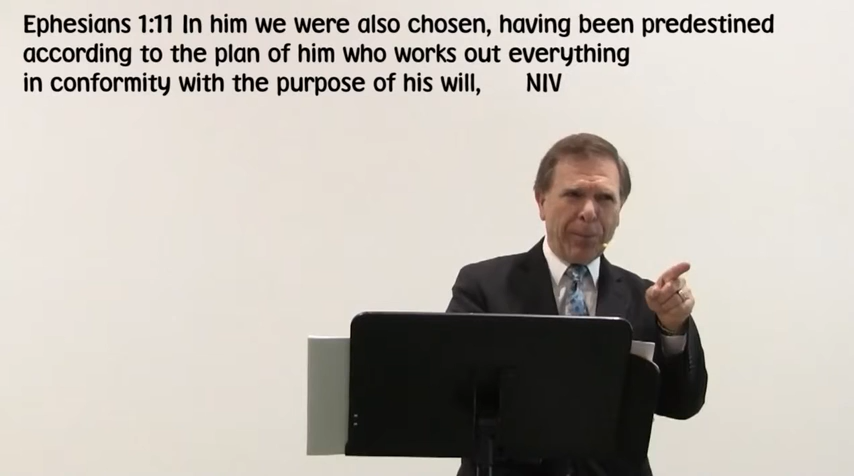 Ephesians 1:11 In him we were also chosen, having been predestined
according to the plan of him who works out everything
in conformity with the purpose of his will, NIV